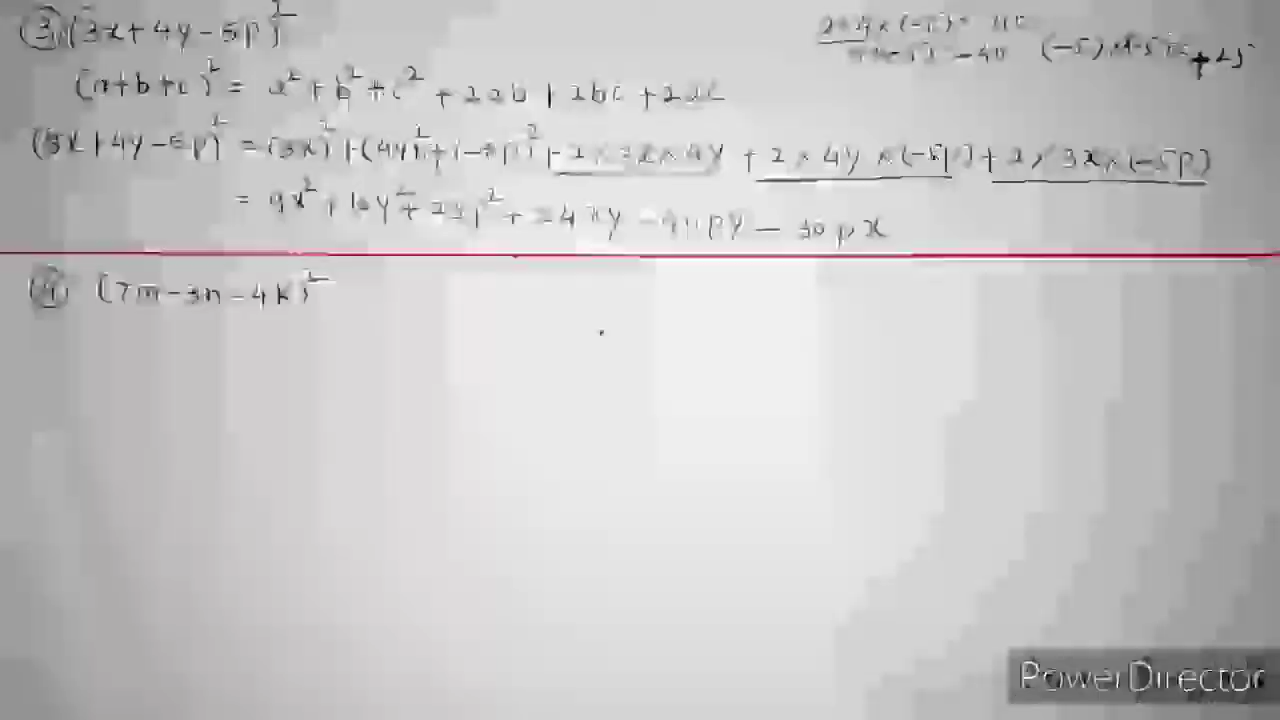 ③ (3x+4y-5p)²
(a+b+c)² = a²+b²+c² +2ab+2bc+2ac
(3x+4y-5p)² = (3x)²+(4y)²+(-5p)²+2×3x×4y + 2×4y×(-5p)+2×3x×(-5p)
= 9x²+16y²+25p²+24xy-40py-30px
④ (7m-3n-4k)²
PowerDirector